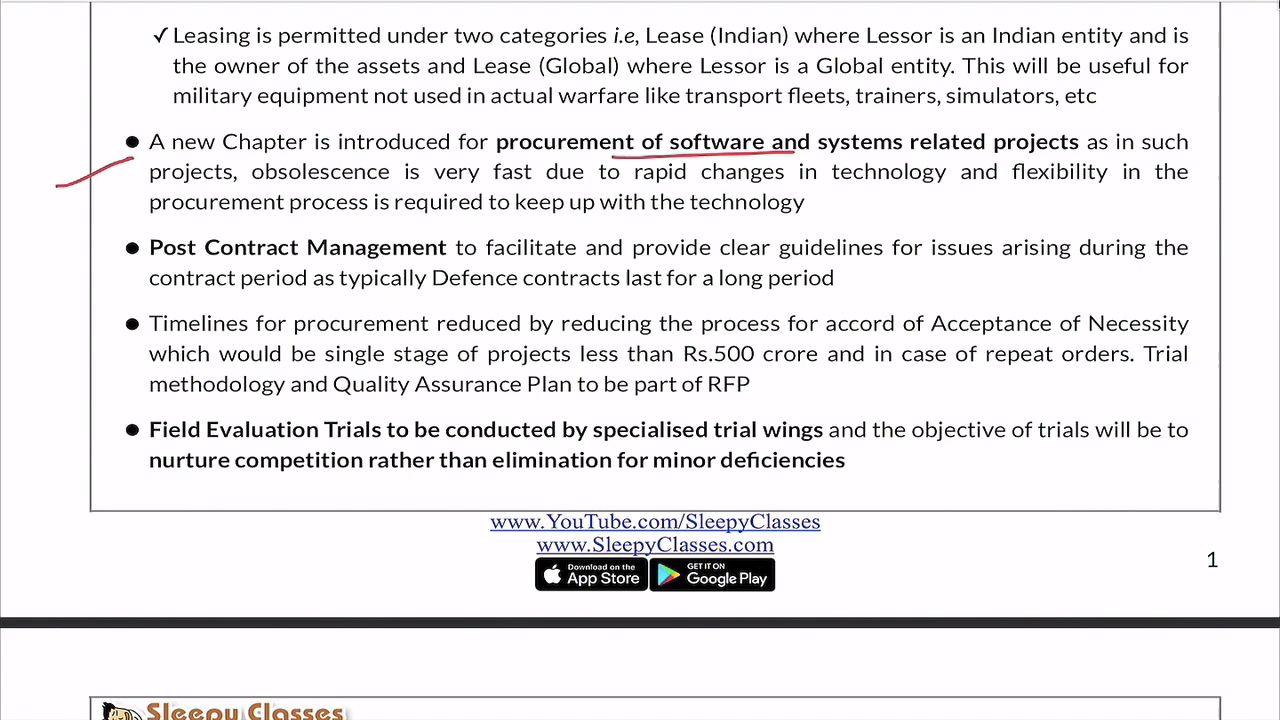 ✓ Leasing is permitted under two categories i.e, Lease (Indian) where Lessor is an Indian entity and is
the owner of the assets and Lease (Global) where Lessor is a Global entity. This will be useful for
military equipment not used in actual warfare like transport fleets, trainers, simulators, etc
● A new Chapter is introduced for procurement of software and systems related projects as in such
projects, obsolescence is very fast due to rapid changes in technology and flexibility in the
procurement process is required to keep up with the technology
● Post Contract Management to facilitate and provide clear guidelines for issues arising during the
contract period as typically Defence contracts last for a long period
● Timelines for procurement reduced by reducing the process for accord of Acceptance of Necessity
which would be single stage of projects less than Rs.500 crore and in case of repeat orders. Trial
methodology and Quality Assurance Plan to be part of RFP
● Field Evaluation Trials to be conducted by specialised trial wings and the objective of trials will be to
nurture competition rather than elimination for minor deficiencies
www.YouTube.com/SleepyClasses
www.SleepyClasses.com
Download on the App Store GET IT ON Google Play
1
Sleepy Classes